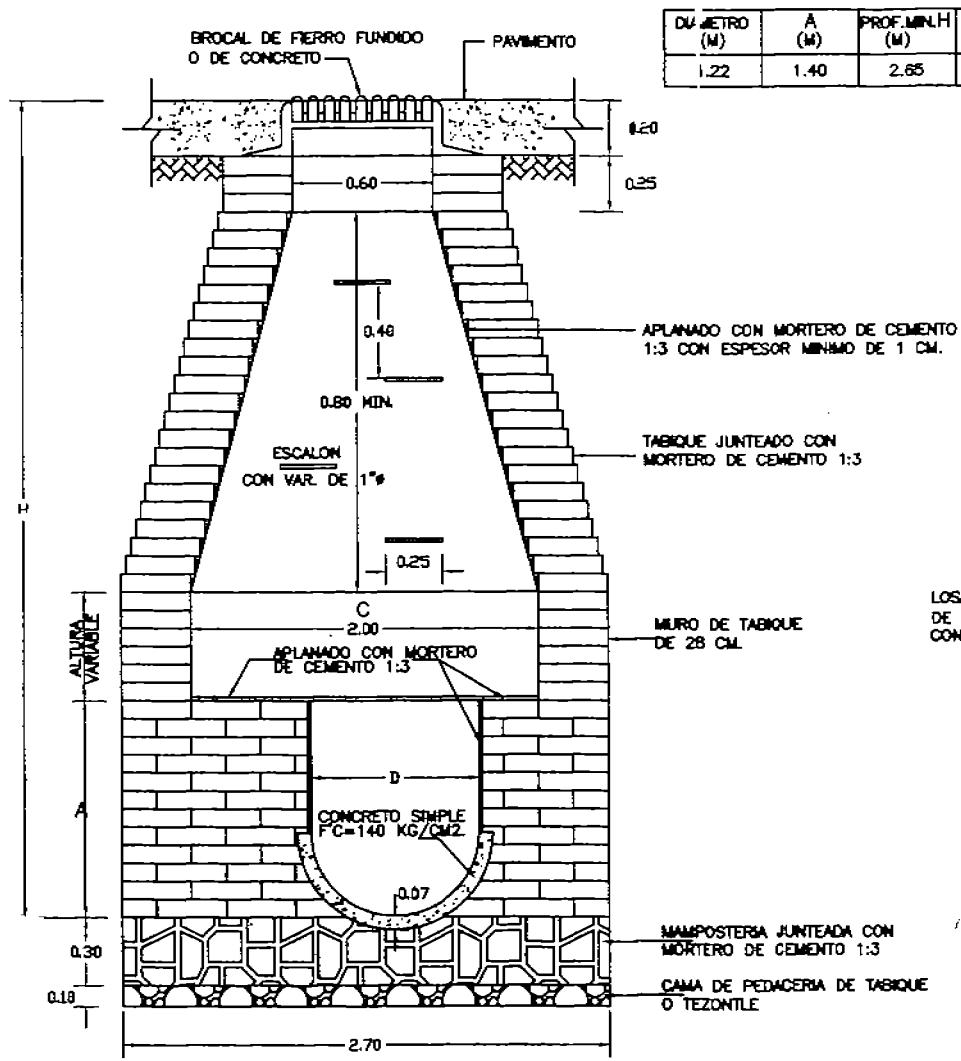 DIAMETRO (M) A (M) PROF.MIN.H (M)
1.22 1.40 2.65
BROCAL DE FIERRO FUNDIDO
O DE CONCRETO
PAVIMENTO
0.20
0.60
0.25
0.40
APLANADO CON MORTERO DE CEMENTO
1:3 CON ESPESOR MINIMO DE 1 CM.
0.80 MIN.
TABIQUE JUNTEADO CON
MORTERO DE CEMENTO 1:3
ESCALON
CON VAR. DE 1"ø
H
0.25
C
2.00
ALTURA
VARIABLE
MURO DE TABIQUE
DE 28 CM.
DE
CON
APLANADO CON MORTERO
DE CEMENTO 1:3
D
A
CONCRETO SIMPLE
F'C=140 KG/CM2.
0.07
0.30
MAMPOSTERIA JUNTEADA CON
MORTERO DE CEMENTO 1:3
0.10
CAMA DE PEDACERIA DE TABIQUE
O TEZONTLE
2.70